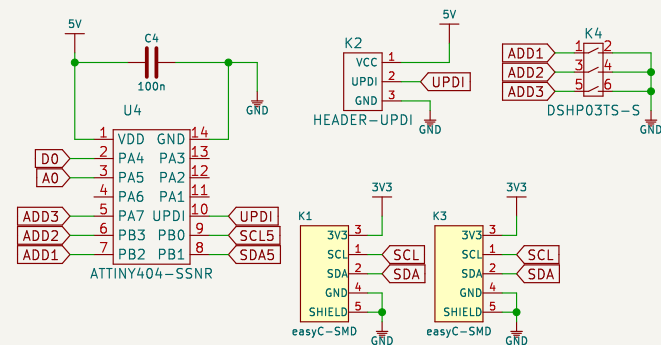 5V
C4
100n
GND
U4
1 VDD GND 14
D0 2 PA4 PA3 13
A0 3 PA5 PA2 12
4 PA6 PA1 11
ADD3 5 PA7 UPDI 10 UPDI
ADD2 6 PB3 PB0 9 SCL5
ADD1 7 PB2 PB1 8 SDA5
ATTINY404-SSNR
5V
K2
VCC 1
UPDI 2 UPDI
GND 3
HEADER-UPDI
GND
K4
ADD1 1 2
ADD2 3 4
ADD3 5 6
DSHP03TS-S
GND
3V3
K1
3V3 3
SCL 1 SCL
SDA 2 SDA
GND 4
SHIELD 5
easyC-SMD
GND
3V3
K3
3V3 3
SCL 1 SCL
SDA 2 SDA
GND 4
SHIELD 5
easyC-SMD
GND